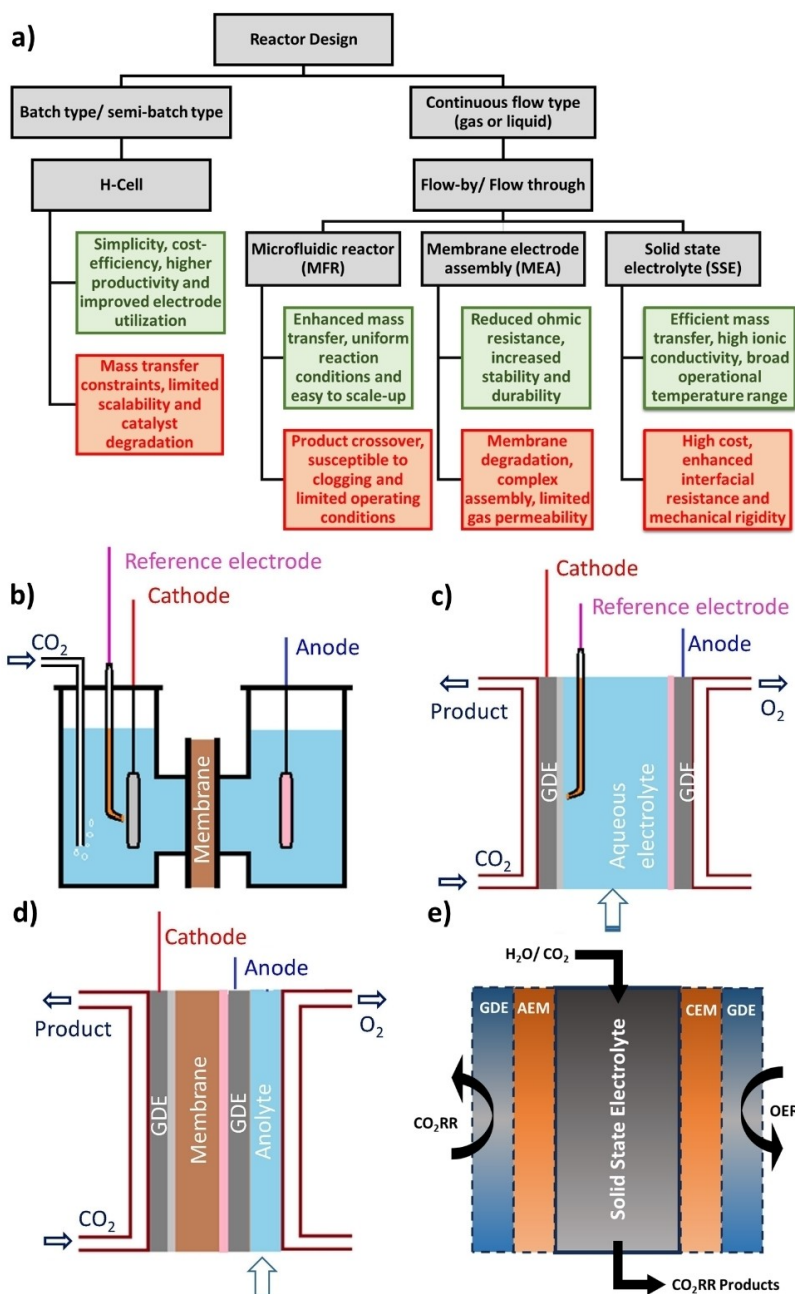 a)
Reactor Design
Batch type/ semi-batch type
Continuous flow type
(gas or liquid)
H-Cell
Flow-by/ Flow through
Simplicity, cost-
efficiency, higher
productivity and
improved electrode
utilization
Mass transfer
constraints, limited
scalability and
catalyst degradation
Microfluidic reactor
(MFR)
Membrane electrode
assembly (MEA)
Solid state
electrolyte (SSE)
Enhanced mass
transfer, uniform
reaction
conditions and
easy to scale-up
Reduced ohmic
resistance,
increased
stability and
durability
Efficient mass
transfer, high ionic
conductivity, broad
operational
temperature range
Product crossover,
susceptible to
clogging and
limited operating
conditions
Membrane
degradation,
complex
assembly, limited
gas permeability
High cost,
enhanced
interfacial
resistance and
mechanical rigidity
b)
Reference electrode
Cathode
CO₂
Anode
Membrane
c)
Cathode
Reference electrode
Anode
Product
O₂
GDE
Aqueous
electrolyte
GDE
CO₂
d)
Cathode
Anode
Product
O₂
GDE
Membrane
GDE
Anolyte
CO₂
e)
H₂O/ CO₂
GDE
AEM
Solid State Electrolyte
CEM
GDE
CO₂RR
OER
CO₂RR Products